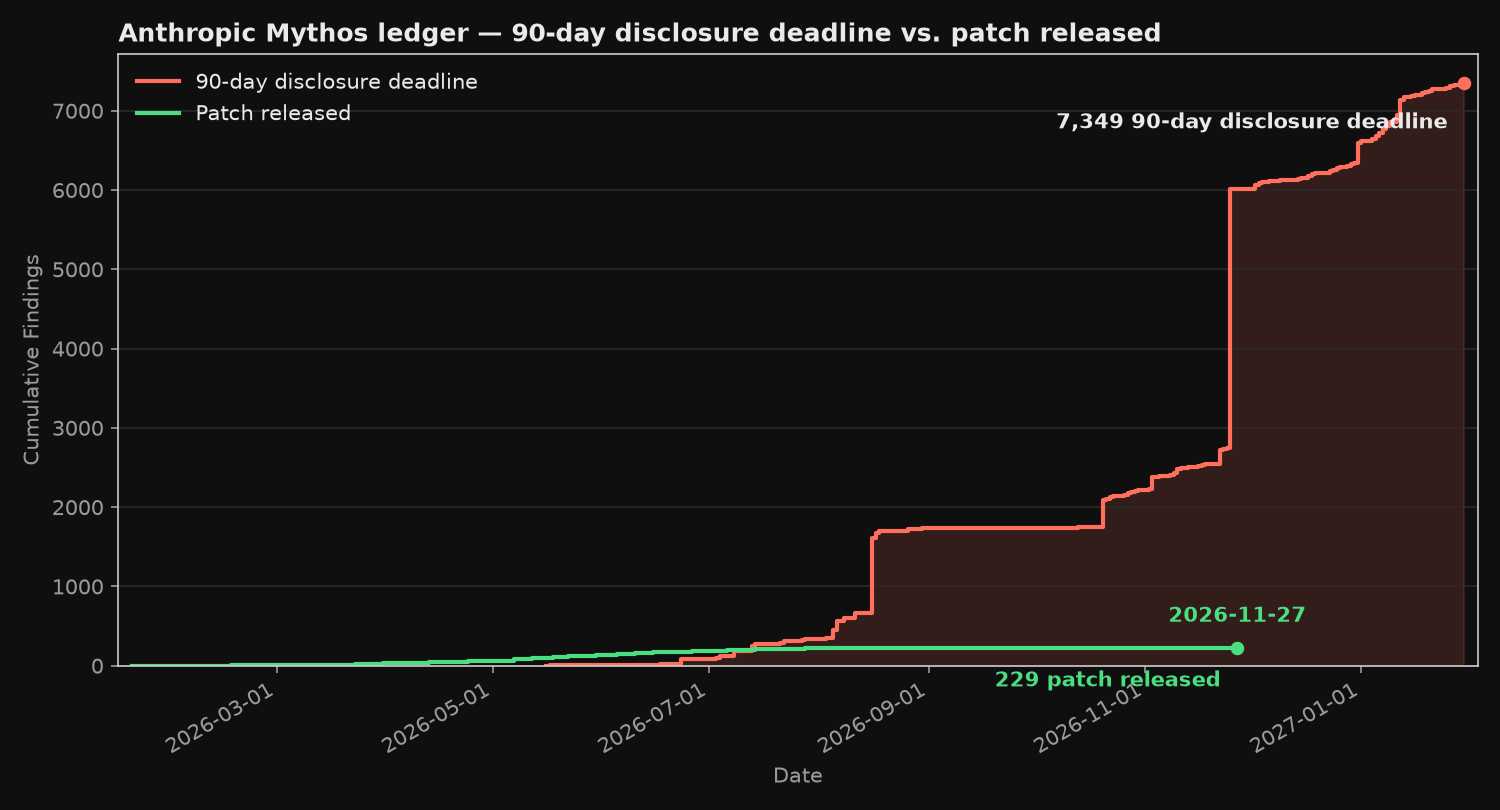 Anthropic Mythos ledger — 90-day disclosure deadline vs. patch released
90-day disclosure deadline
Patch released
7,349 90-day disclosure deadline
2026-11-27
229 patch released
Cumulative Findings
7000
6000
5000
4000
3000
2000
1000
0
2026-03-01
2026-05-01
2026-07-01
2026-09-01
2026-11-01
2027-01-01
Date